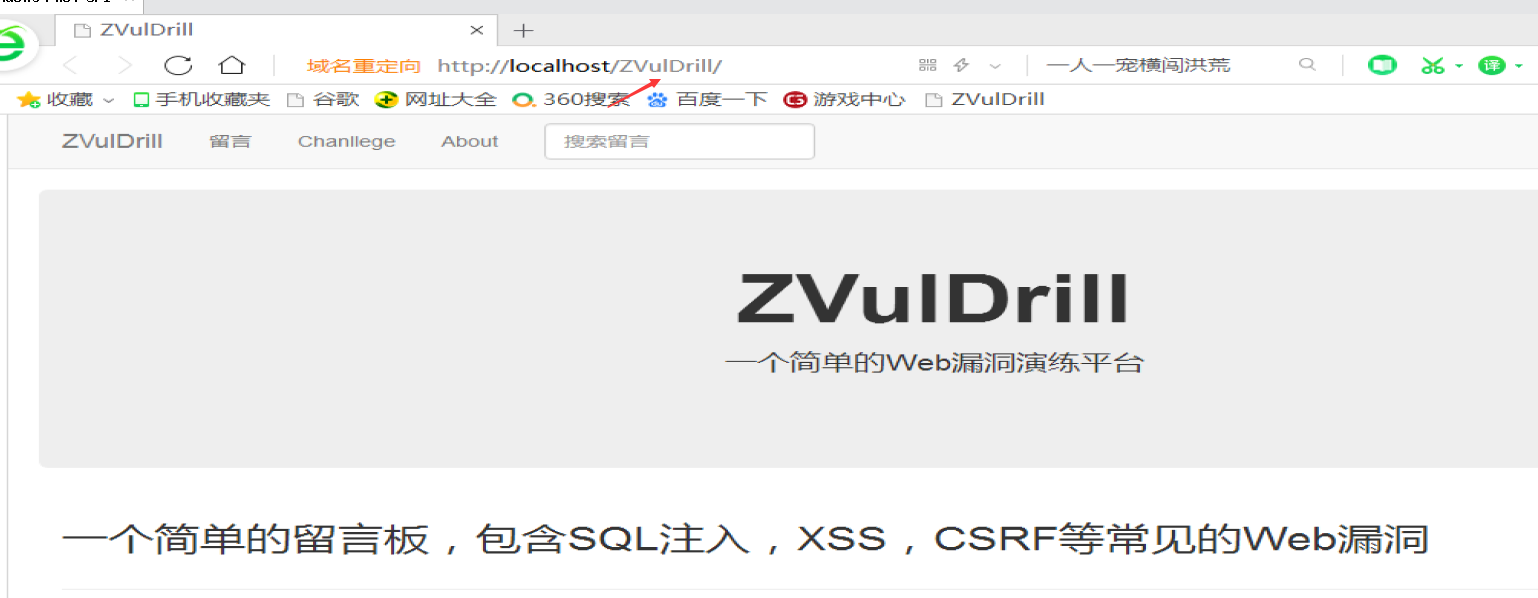 ZVulDrill
域名重定向 http://localhost/ZVulDrill/ 一人一宠横闯洪荒 译
收藏 手机收藏夹 谷歌 网址大全 360搜索 百度一下 游戏中心 ZVulDrill
ZVulDrill 留言 Chanllege About 搜索留言
ZVulDrill
一个简单的Web漏洞演练平台
一个简单的留言板，包含SQL注入，XSS，CSRF等常见的Web漏洞